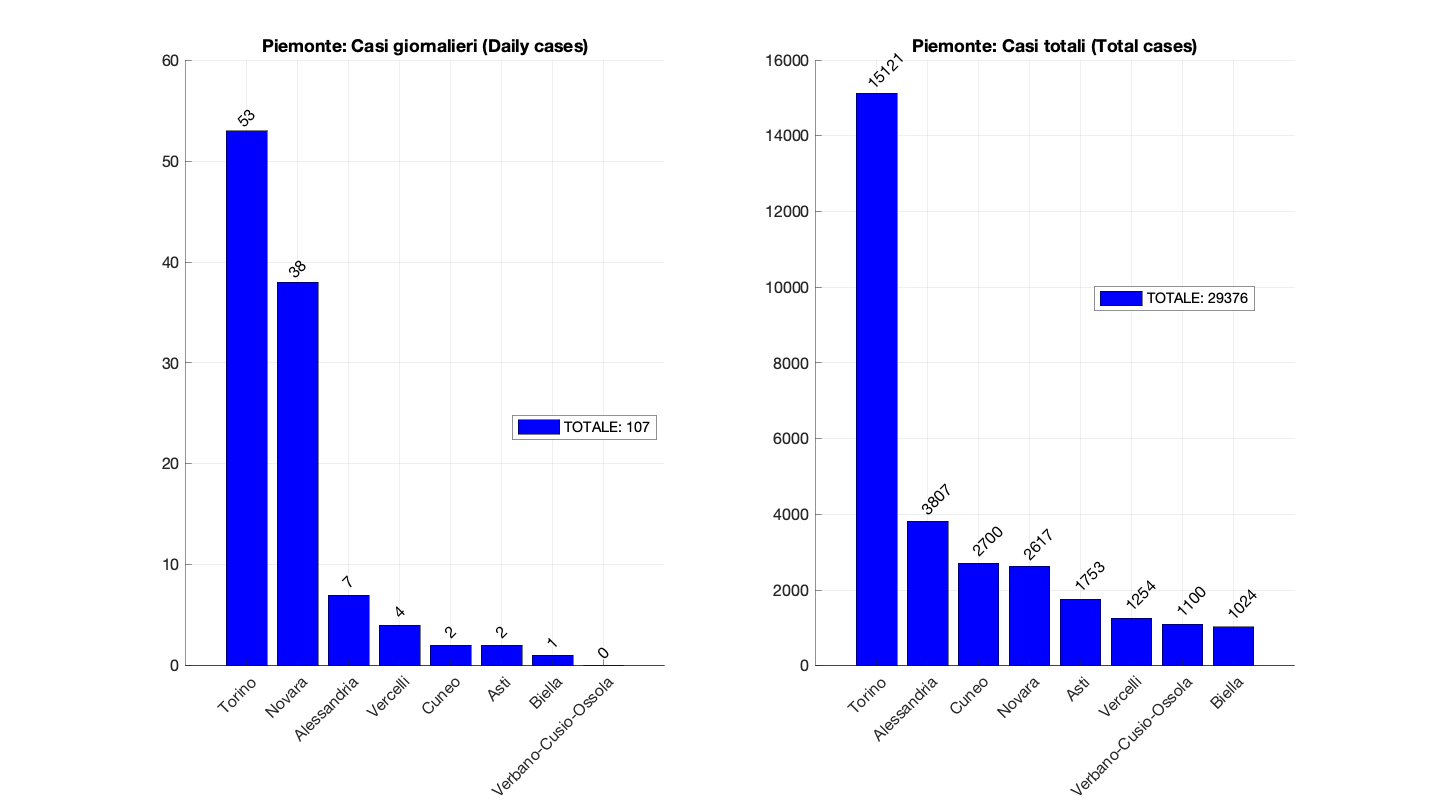 Piemonte: Casi giornalieri (Daily cases)
60
50
40
30
20
10
0
53
38
7
4
2
2
1
0
TOTALE: 107
Torino
Novara
Alessandria
Vercelli
Cuneo
Asti
Biella
Verbano-Cusio-Ossola
Piemonte: Casi totali (Total cases)
16000
14000
12000
10000
8000
6000
4000
2000
0
15121
3807
2700
2617
1753
1254
1100
1024
TOTALE: 29376
Torino
Alessandria
Cuneo
Novara
Asti
Vercelli
Verbano-Cusio-Ossola
Biella